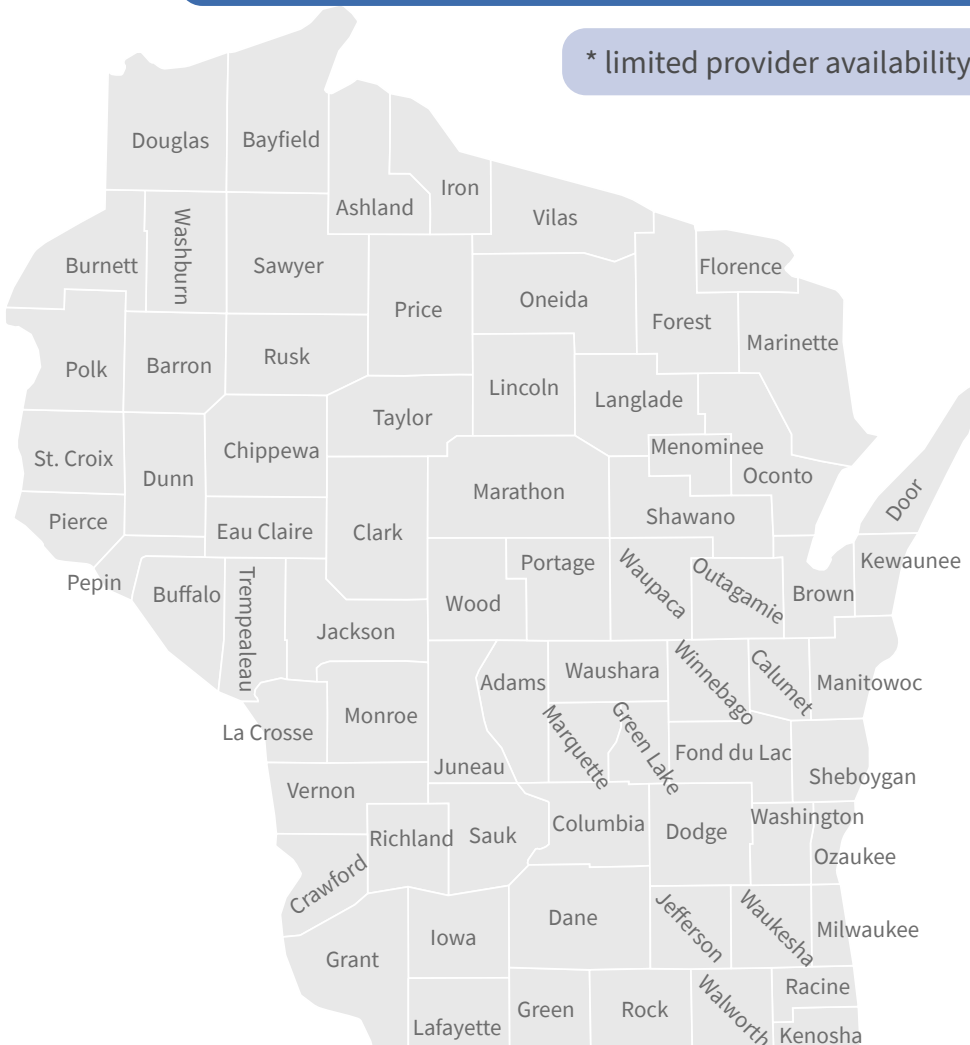 * limited provider availability
Douglas
Bayfield
Ashland
Iron
Vilas
Washburn
Burnett
Sawyer
Florence
Price
Oneida
Forest
Marinette
Polk
Barron
Rusk
Lincoln
Langlade
Taylor
St. Croix
Dunn
Chippewa
Menominee
Oconto
Marathon
Door
Pierce
Eau Claire
Clark
Shawano
Kewaunee
Pepin
Buffalo
Trempealeau
Portage
Waupaca
Outagamie
Brown
Wood
Jackson
Adams
Waushara
Winnebago
Calumet
Manitowoc
La Crosse
Monroe
Juneau
Marquette
Green Lake
Fond du Lac
Sheboygan
Vernon
Richland
Sauk
Columbia
Dodge
Washington
Ozaukee
Crawford
Grant
Iowa
Dane
Jefferson
Waukesha
Milwaukee
Lafayette
Green
Rock
Walworth
Racine
Kenosha